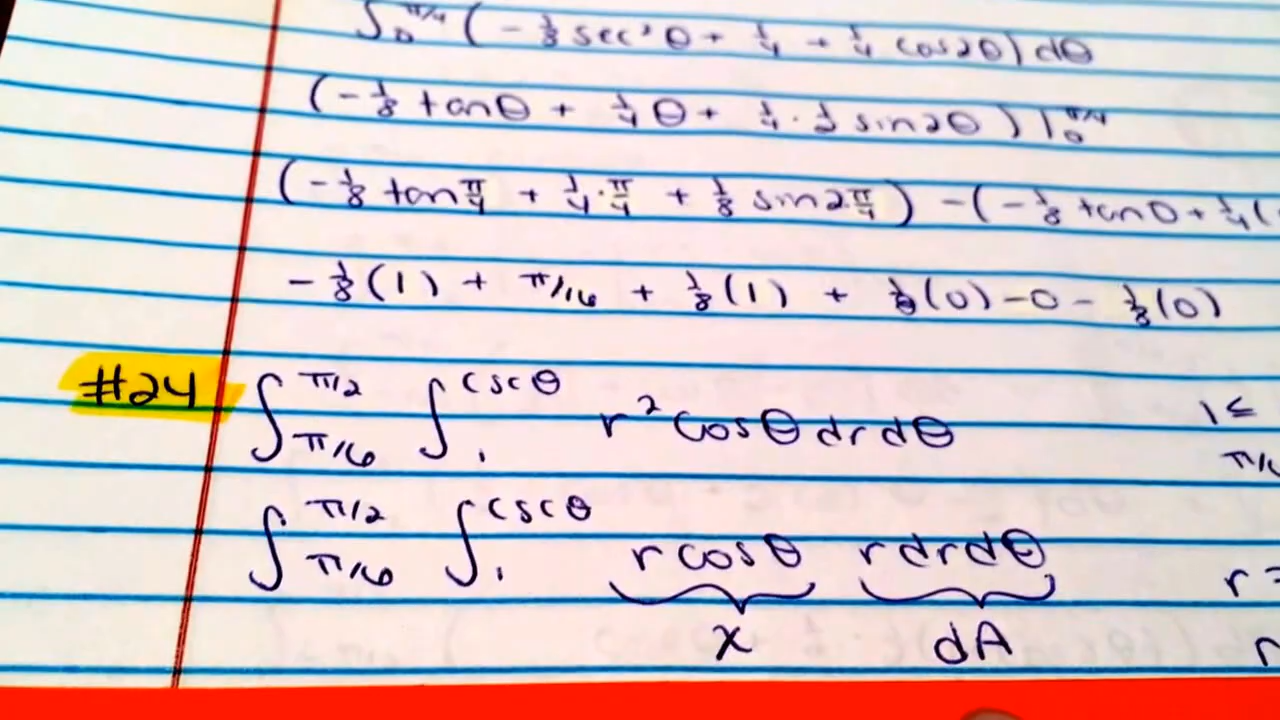 ∫₀^π/4 (-⅛ sec²θ + ¼ + ¼ cos2θ) dθ
(-⅛ tanθ + ¼θ + ¼ · ½ sin2θ) |₀^π/4
(-⅛ tan π/4 + ¼ · π/4 + ⅛ sin2 π/4) - (-⅛ tan0 + ¼(
-⅛(1) + π/16 + ⅛(1) + ⅛(0) - 0 - ⅛(0)
#24 ∫_π/6^π/2 ∫₁^cscθ r² cosθ dr dθ 1 ≤
π/6
∫_π/6^π/2 ∫₁^cscθ r cosθ r dr dθ r =
x dA r